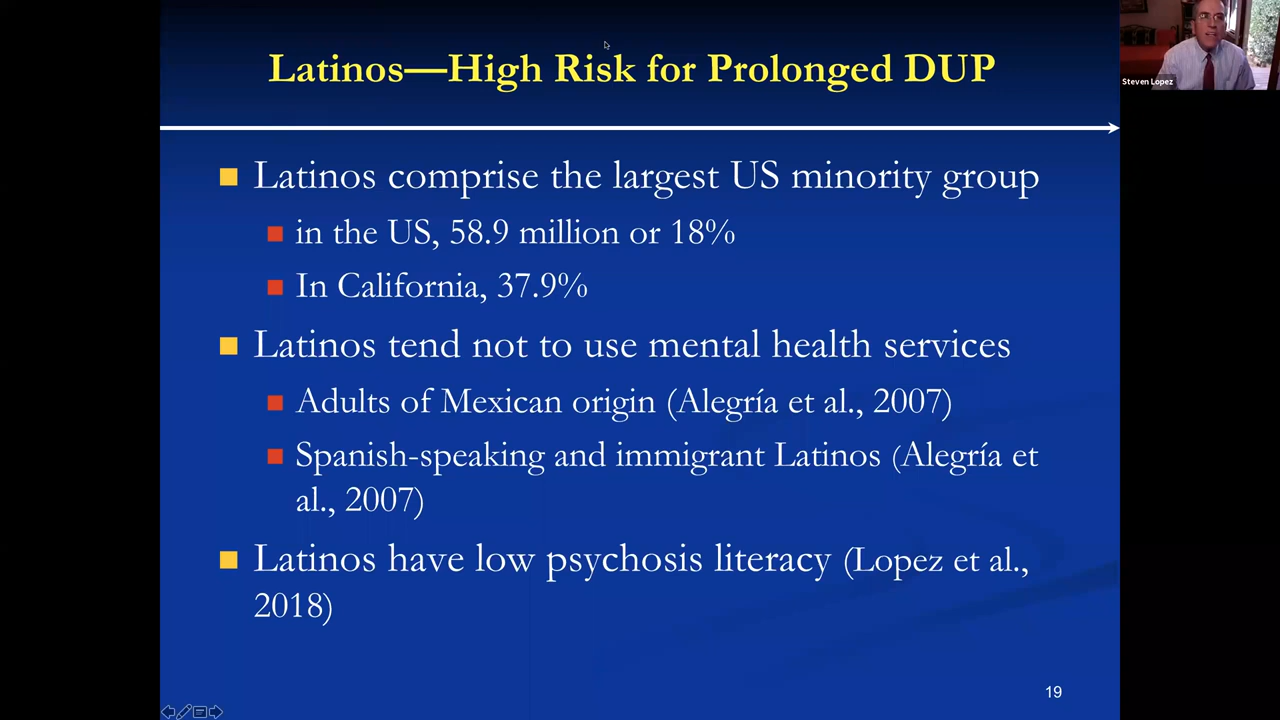 Latinos—High Risk for Prolonged DUP
Steven Lopez
Latinos comprise the largest US minority group
in the US, 58.9 million or 18%
In California, 37.9%
Latinos tend not to use mental health services
Adults of Mexican origin (Alegría et al., 2007)
Spanish-speaking and immigrant Latinos (Alegría et
al., 2007)
Latinos have low psychosis literacy (Lopez et al.,
2018)
19